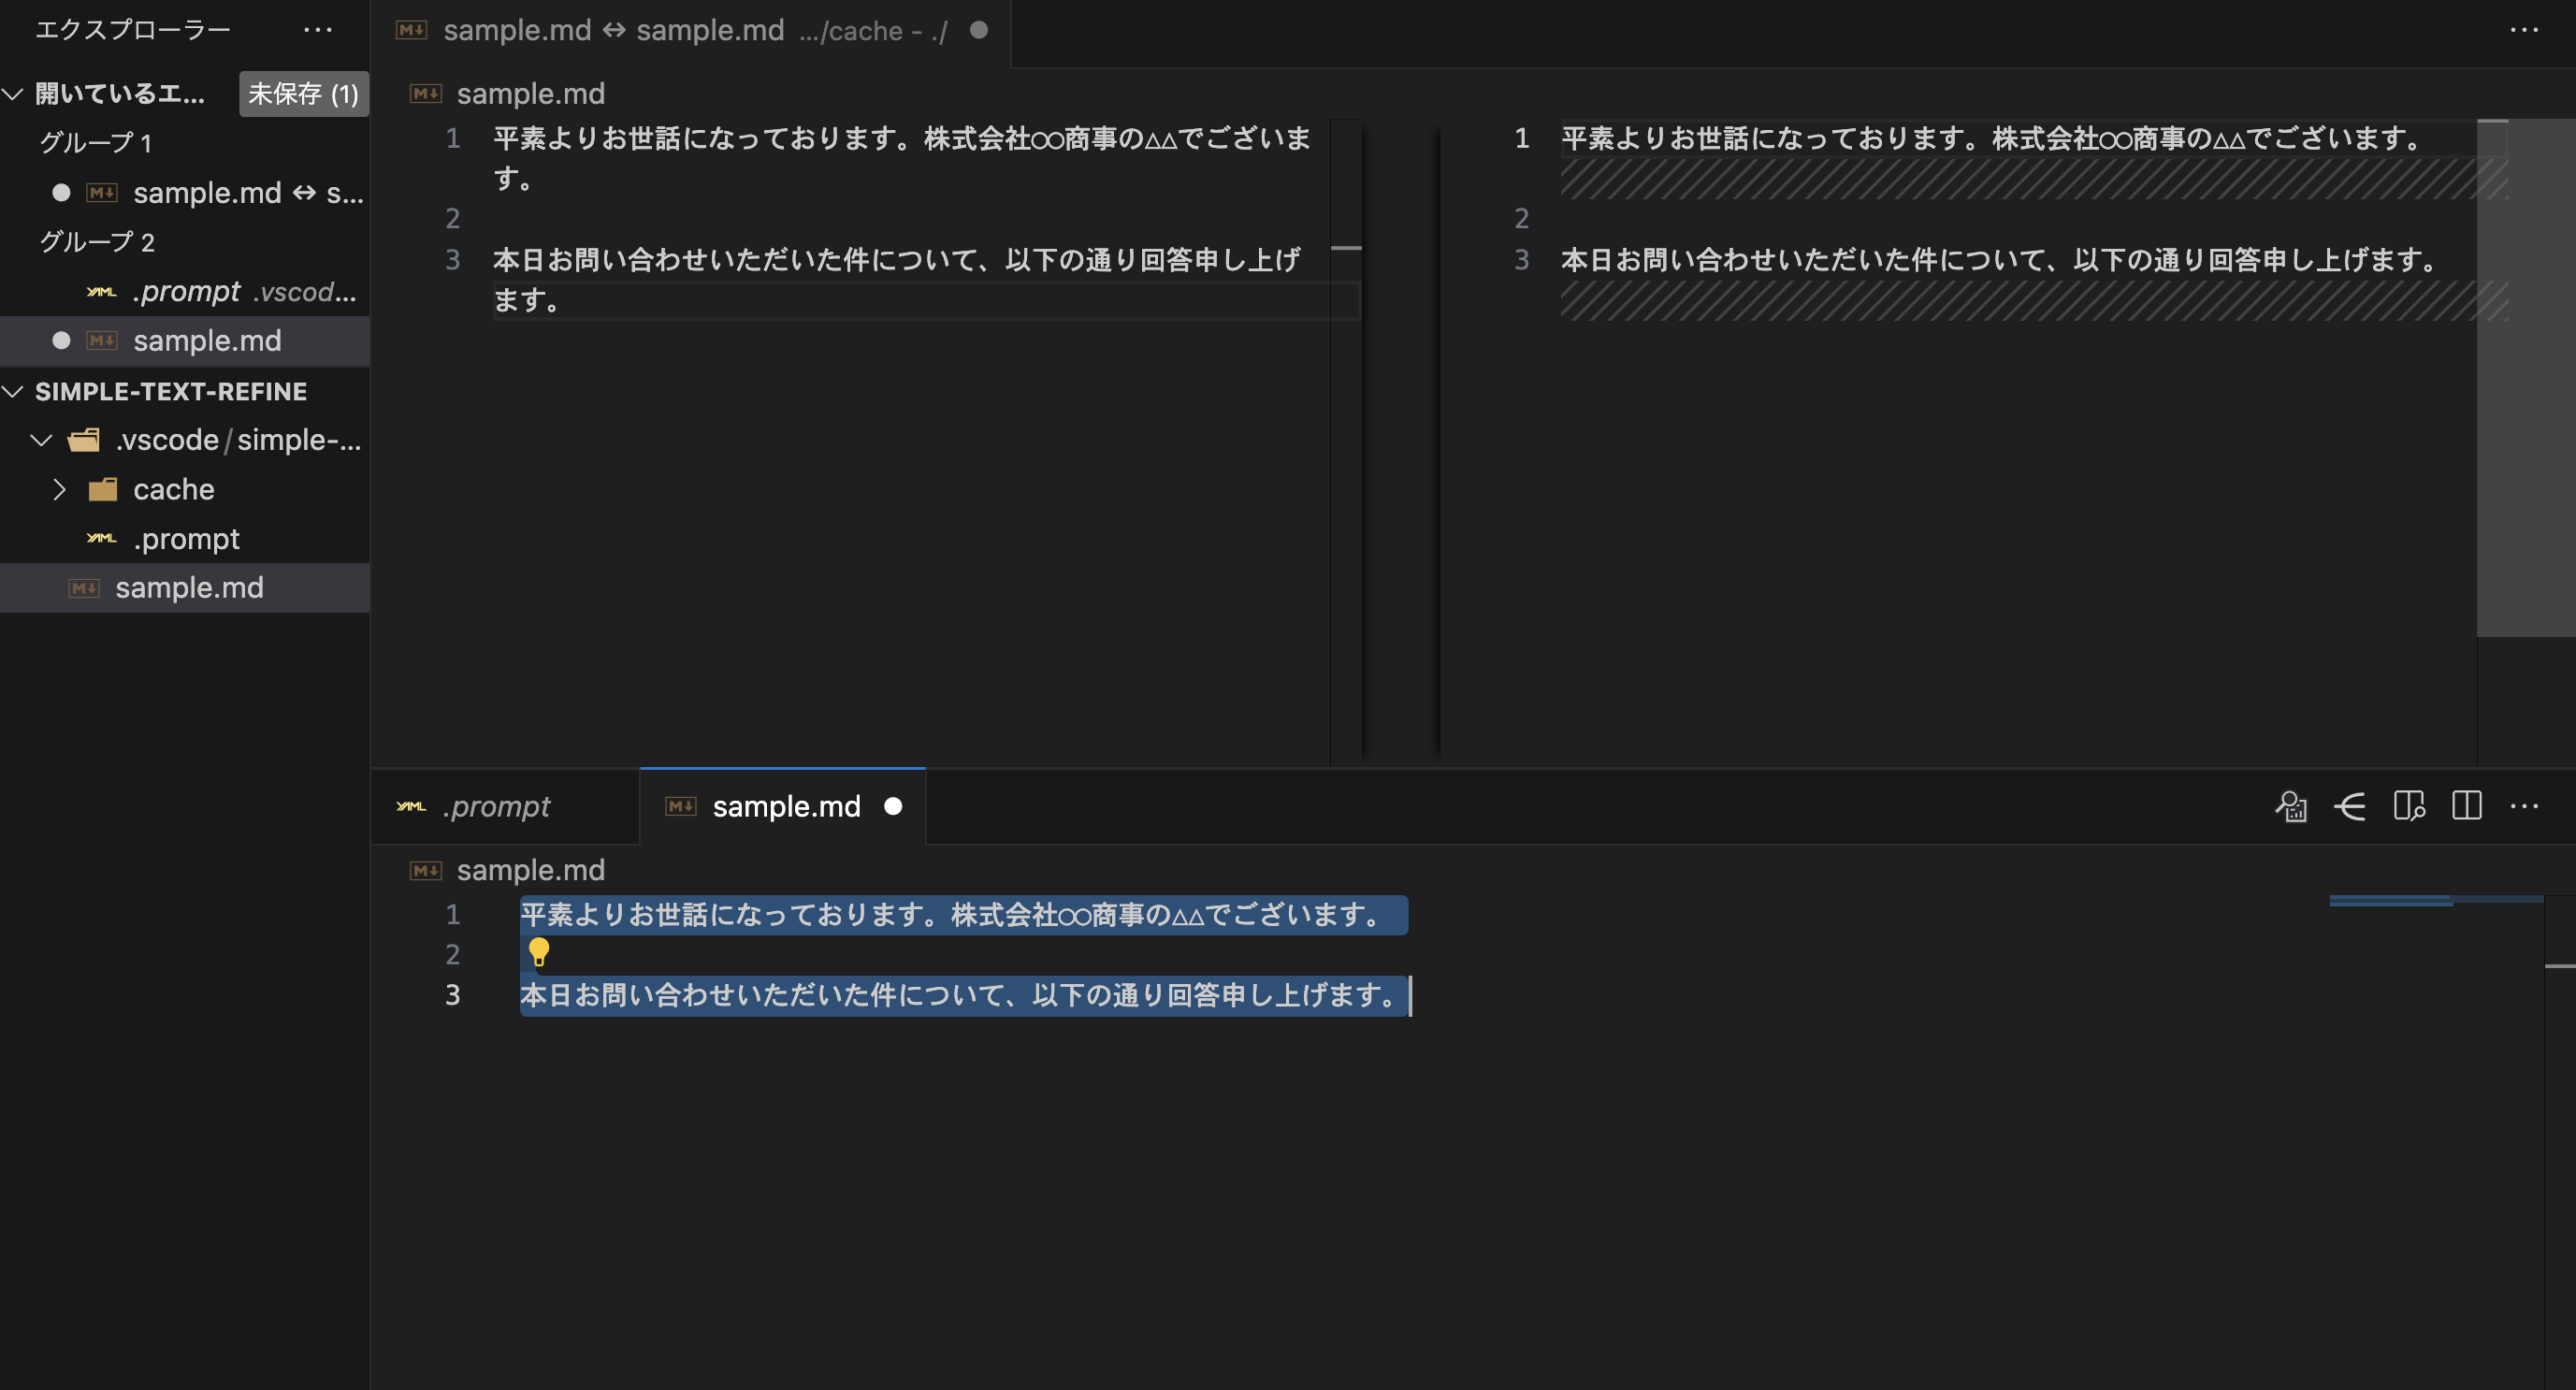 エクスプローラー
開いているエ... 未保存 (1)
グループ 1
sample.md ↔ s...
グループ 2
.prompt .vscod...
sample.md
SIMPLE-TEXT-REFINE
.vscode / simple-...
cache
.prompt
sample.md
sample.md ↔ sample.md .../cache - ./
sample.md
1 平素よりお世話になっております。株式会社○○商事の△△でございま
す。
2
3 本日お問い合わせいただいた件について、以下の通り回答申し上げ
ます。
1 平素よりお世話になっております。株式会社○○商事の△△でございます。
2
3 本日お問い合わせいただいた件について、以下の通り回答申し上げます。
.prompt
sample.md
sample.md
1 平素よりお世話になっております。株式会社○○商事の△△でございます。
2
3 本日お問い合わせいただいた件について、以下の通り回答申し上げます。